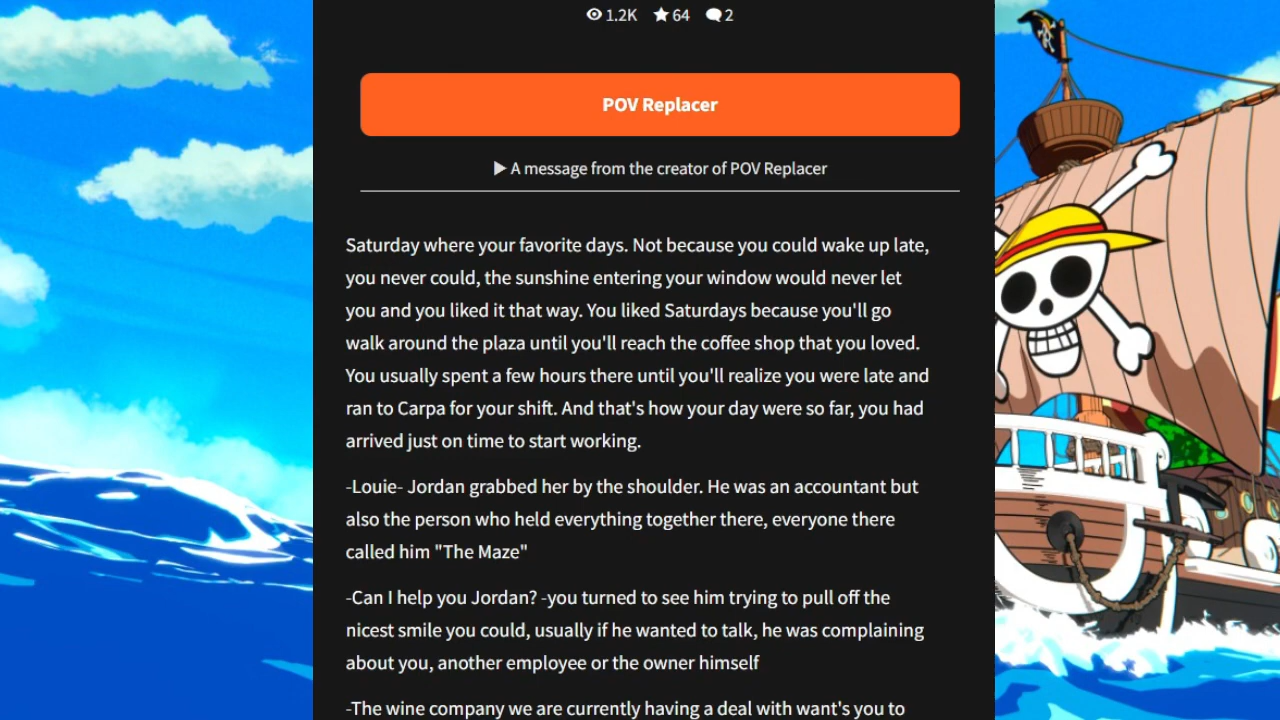 1.2K 64 2
POV Replacer
▶ A message from the creator of POV Replacer
Saturday where your favorite days. Not because you could wake up late,
you never could, the sunshine entering your window would never let
you and you liked it that way. You liked Saturdays because you'll go
walk around the plaza until you'll reach the coffee shop that you loved.
You usually spent a few hours there until you'll realize you were late and
ran to Carpa for your shift. And that's how your day were so far, you had
arrived just on time to start working.
-Louie- Jordan grabbed her by the shoulder. He was an accountant but
also the person who held everything together there, everyone there
called him "The Maze"
-Can I help you Jordan? -you turned to see him trying to pull off the
nicest smile you could, usually if he wanted to talk, he was complaining
about you, another employee or the owner himself
-The wine company we are currently having a deal with want's you to